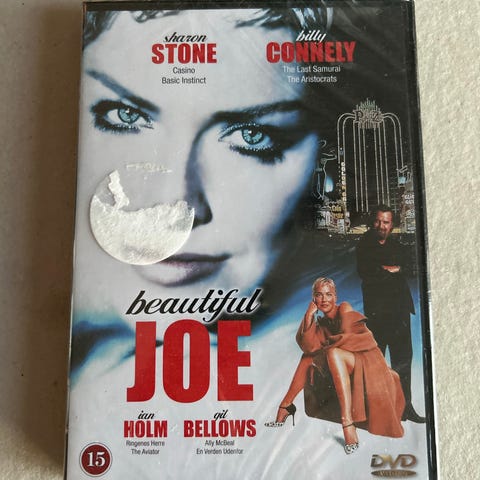 sharon
STONE
Casino
Basic Instinct
billy
CONNELY
The Last Samurai
The Aristocrats
beautiful
JOE
ian
HOLM
Ringenes Herre
The Aviator
gil
BELLOWS
Ally McBeal
En Verden Udenfor
15
DVD
VIDEO